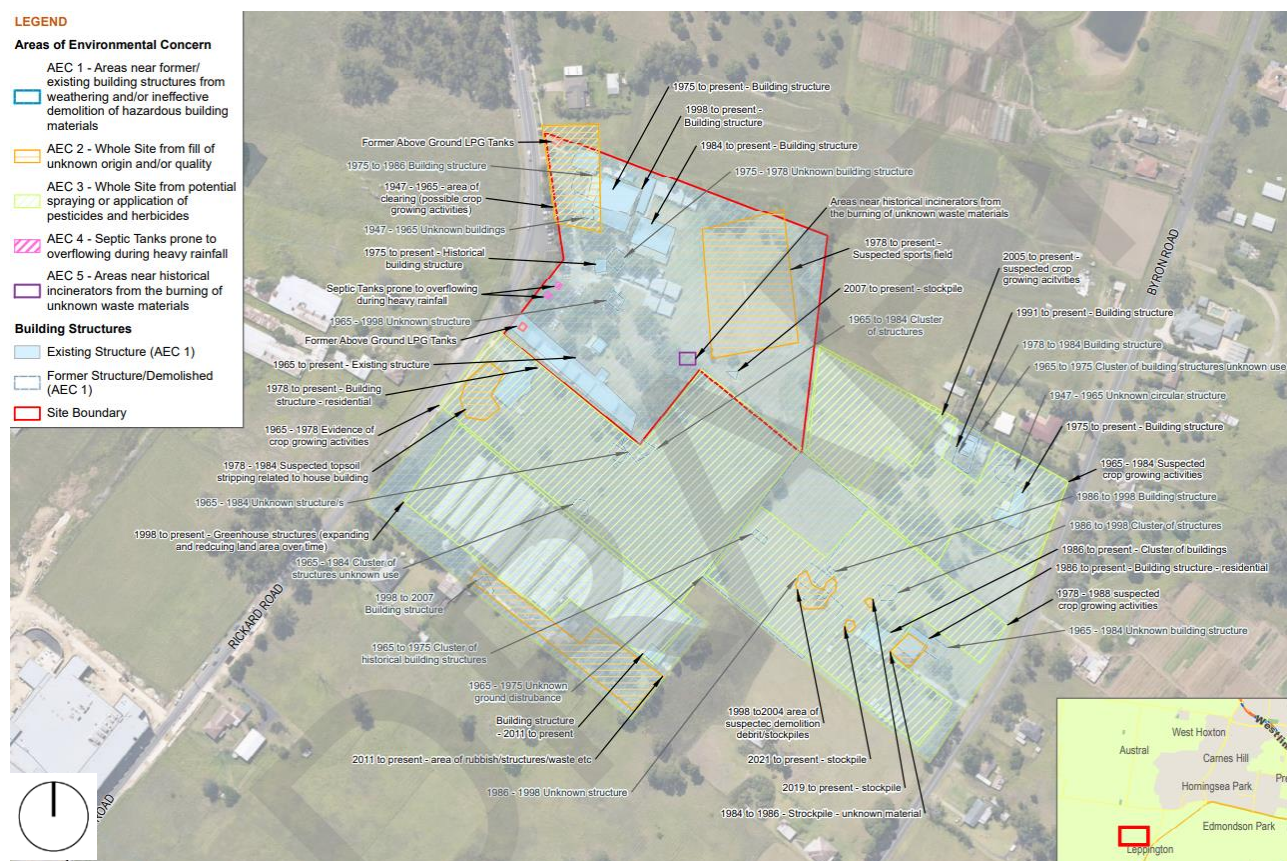 LEGEND
Areas of Environmental Concern
AEC 1 - Areas near former/
existing building structures from
weathering and/or ineffective
demolition of hazardous building
materials
AEC 2 - Whole Site from fill of
unknown origin and/or quality
AEC 3 - Whole Site from potential
spraying or application of
pesticides and herbicides
AEC 4 - Septic Tanks prone to
overflowing during heavy rainfall
AEC 5 - Areas near historical
incinerators from the burning of
unknown waste materials
Building Structures
Existing Structure (AEC 1)
Former Structure/Demolished
(AEC 1)
Site Boundary
1975 to present - Building structure
1998 to present -
Building structure
1984 to present - Building structure
1975 - 1978 Unknown building structure
Former Above Ground LPG Tanks
1975 to 1986 Building structure
1947 - 1965 - area of
clearing (possible crop
growing activities)
1947 - 1965 Unknown buildings
1975 to present - Historical
building structure
Septic Tanks prone to overflowing
during heavy rainfall
1965 - 1998 Unknown structure
Former Above Ground LPG Tanks
1965 to present - Existing structure
1978 to present - Building
structure - residential
1965 - 1978 Evidence of
crop growing activities
1978 - 1984 Suspected topsoil
stripping related to house building
1965 - 1984 Unknown structure/s
1998 to present - Greenhouse structures (expanding
and redcuing land area over time)
1965 - 1984 Cluster of
structures unknown use
1998 to 2007
Building structure
1965 to 1975 Cluster of
historical building structures
1965 - 1975 Unknown
ground distrubance
Building structure
- 2011 to present
2011 to present - area of rubbish/structures/waste etc
1986 - 1998 Unknown structure
Areas near historical incinerators from
the burning of unknown waste materials
1978 to present -
Suspected sports field
2007 to present - stockpile
1965 to 1984 Cluster
of structures
2005 to present -
suspected crop
growing acitvities
1991 to present - Building structure
1978 to 1984 Building structure
1965 to 1975 Cluster of building structures unknown use
1947 - 1965 Unknown circular structure
1975 to present - Building structure
1965 - 1984 Suspected
crop growing activities
1986 to 1998 Building structure
1986 to 1998 Cluster of structures
1986 to present - Cluster of buildings
1986 to present - Building structure - residential
1978 - 1988 suspected
crop growing activities
1965 - 1984 Unknown building structure
1998 to2004 area of
suspectec demolition
debrit/stockpiles
2021 to present - stockpile
2019 to present - stockpile
1984 to 1986 - Strockpile - unknown material
BYRON ROAD
RICKARD ROAD
ROAD
West Hoxton
Austral
Carnes Hill
Horningsea Park
Edmondson Park
Leppington